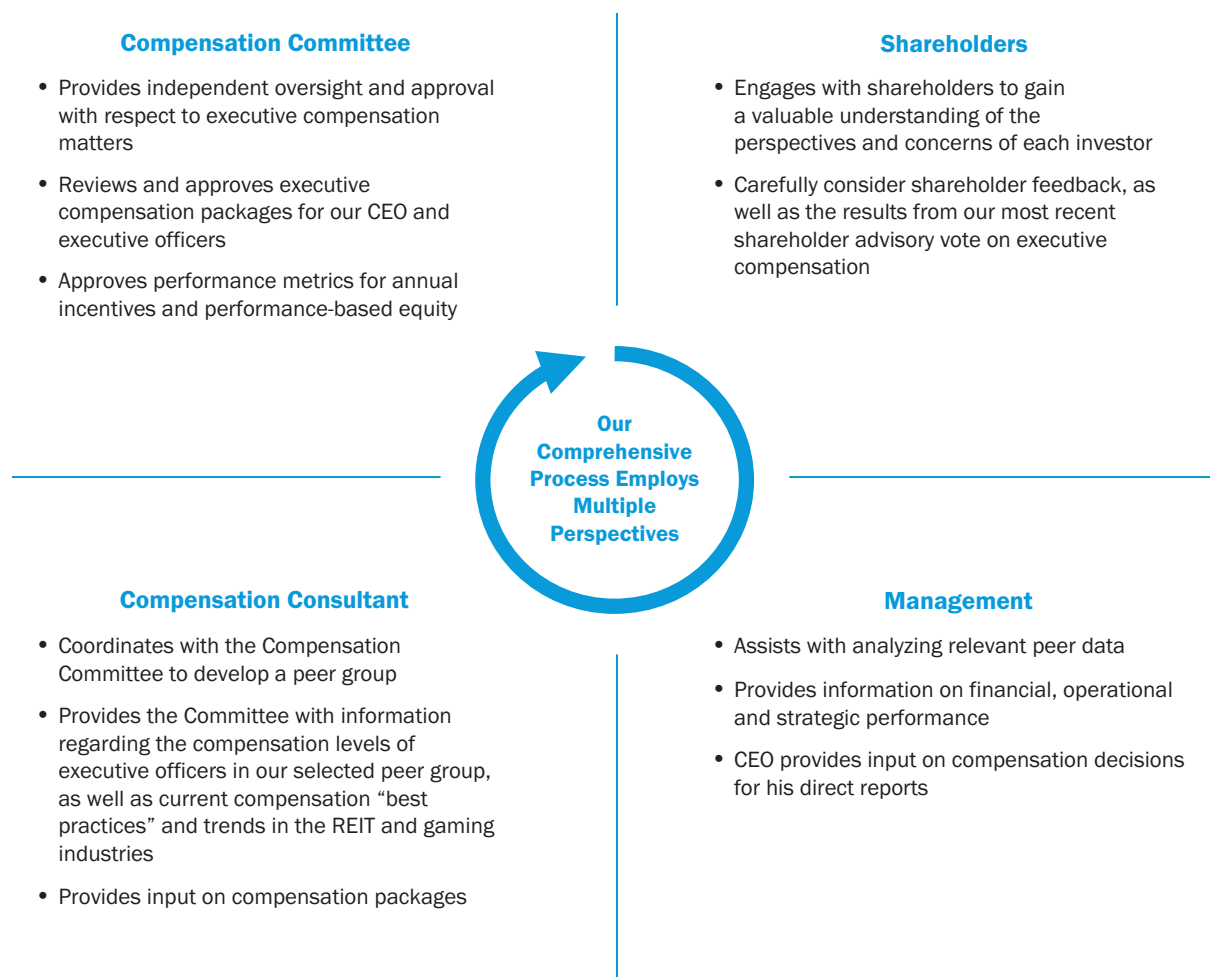 Compensation Committee
• Provides independent oversight and approval
with respect to executive compensation
matters
• Reviews and approves executive
compensation packages for our CEO and
executive officers
• Approves performance metrics for annual
incentives and performance-based equity
Shareholders
• Engages with shareholders to gain
a valuable understanding of the
perspectives and concerns of each investor
• Carefully consider shareholder feedback, as
well as the results from our most recent
shareholder advisory vote on executive
compensation
Our
Comprehensive
Process Employs
Multiple
Perspectives
Compensation Consultant
• Coordinates with the Compensation
Committee to develop a peer group
• Provides the Committee with information
regarding the compensation levels of
executive officers in our selected peer group,
as well as current compensation “best
practices” and trends in the REIT and gaming
industries
• Provides input on compensation packages
Management
• Assists with analyzing relevant peer data
• Provides information on financial, operational
and strategic performance
• CEO provides input on compensation decisions
for his direct reports